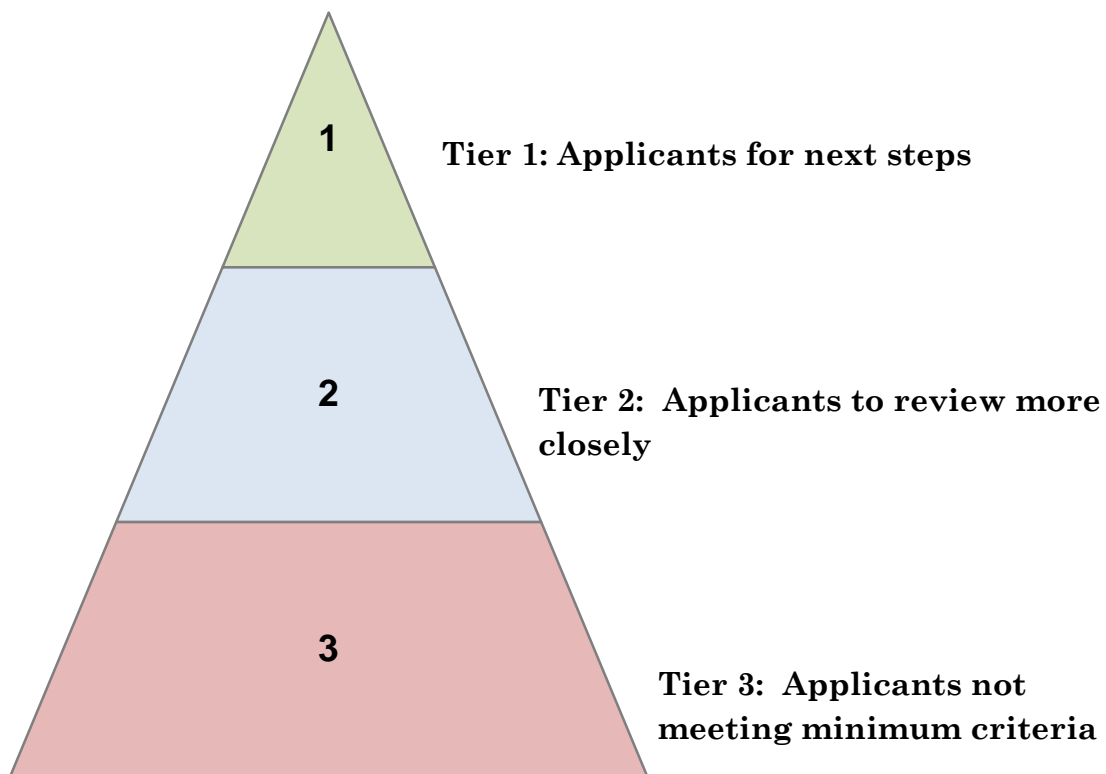 1
Tier 1: Applicants for next steps
2
Tier 2:  Applicants to review more
closely
3
Tier 3:  Applicants not
meeting minimum criteria